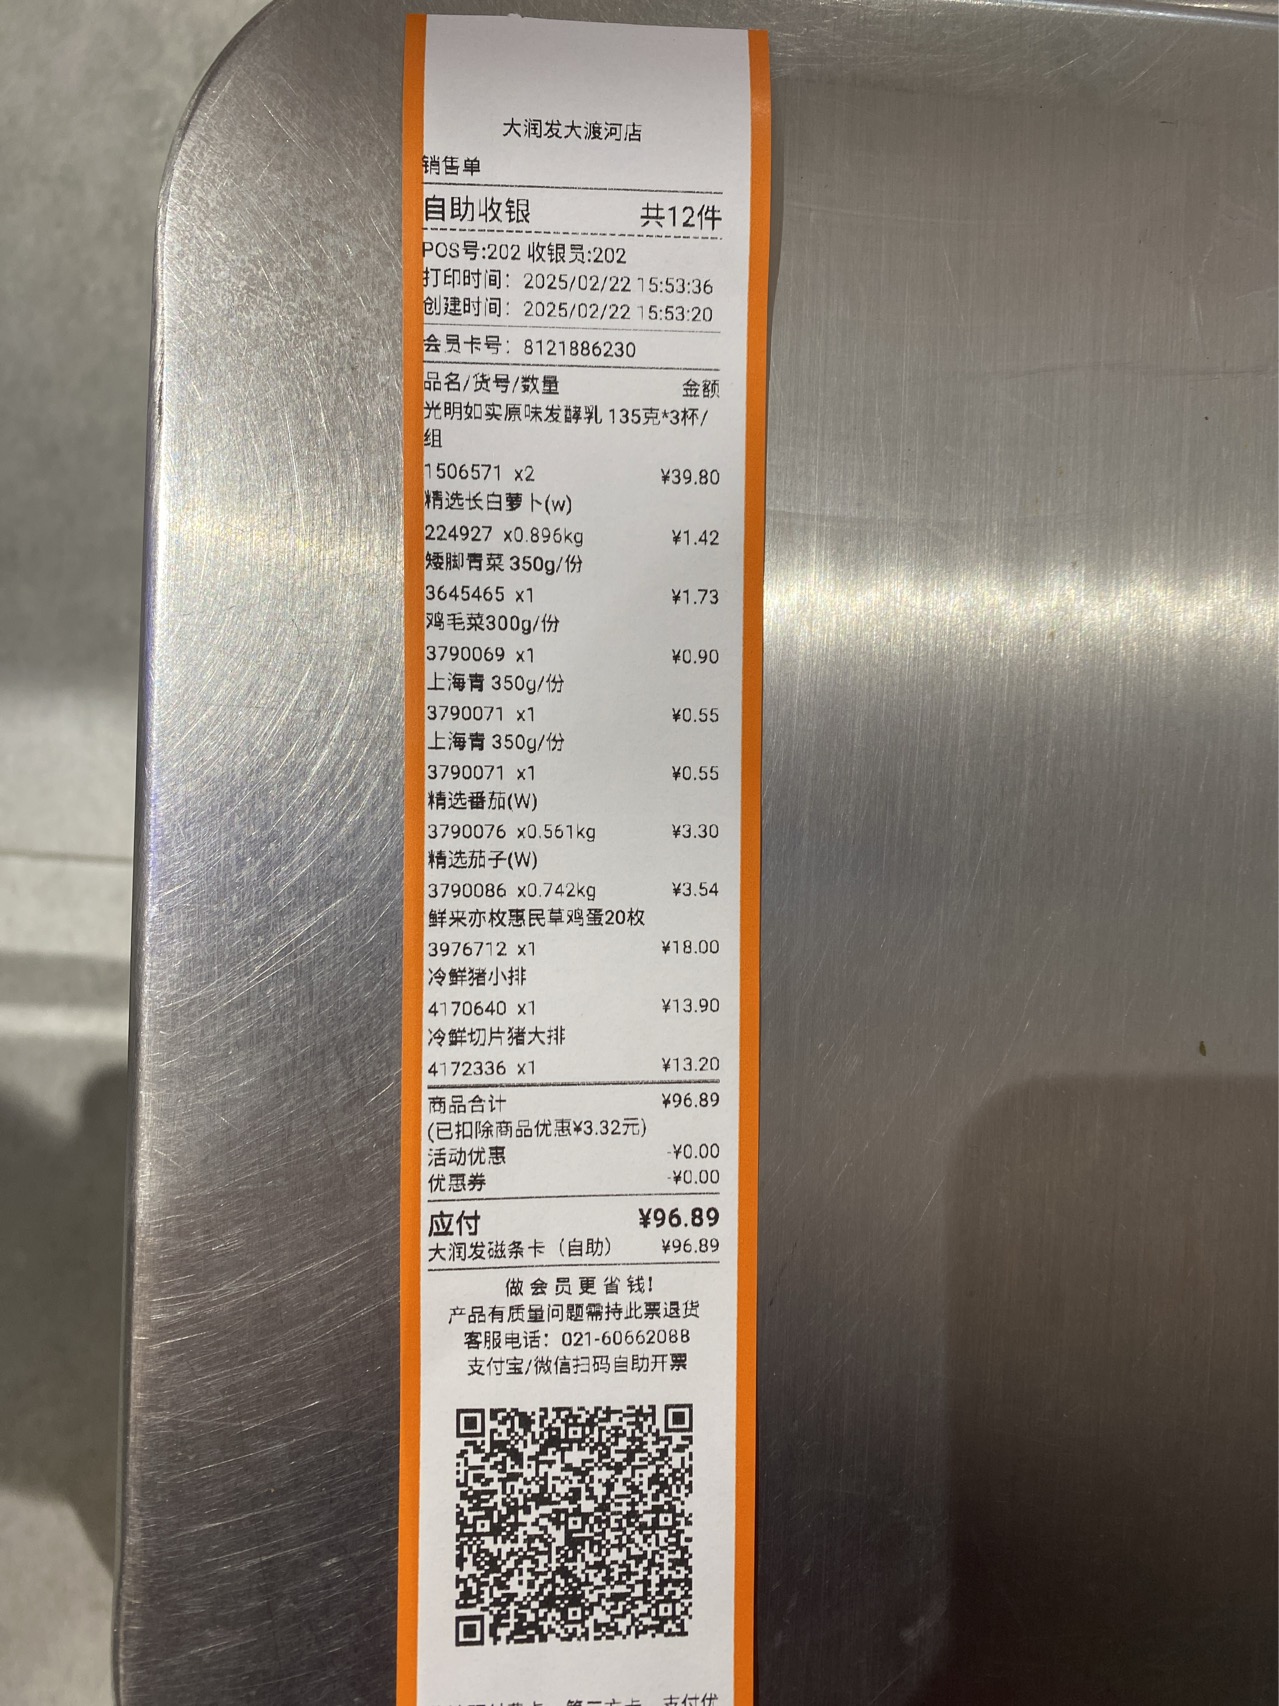 大润发大渡河店
销售单
自助收银 共12件
POS号:202 收银员:202
打印时间：2025/02/22 15:53:36
创建时间：2025/02/22 15:53:20
会员卡号：8121886230
品名/货号/数量 金额
光明如实原味发酵乳 135克*3杯/
组
1506571 x2 ¥39.80
精选长白萝卜(w)
224927 x0.896kg ¥1.42
矮脚青菜 350g/份
3645465 x1 ¥1.73
鸡毛菜300g/份
3790069 x1 ¥0.90
上海青 350g/份
3790071 x1 ¥0.55
上海青 350g/份
3790071 x1 ¥0.55
精选番茄(W)
3790076 x0.561kg ¥3.30
精选茄子(W)
3790086 x0.742kg ¥3.54
鲜来亦枚惠民草鸡蛋20枚
3976712 x1 ¥18.00
冷鲜猪小排
4170640 x1 ¥13.90
冷鲜切片猪大排
4172336 x1 ¥13.20
商品合计 ¥96.89
(已扣除商品优惠¥3.32元)
活动优惠 -¥0.00
优惠券 -¥0.00
应付 ¥96.89
大润发磁条卡（自助） ¥96.89
做会员更省钱!
产品有质量问题需持此票退货
客服电话：021-60662088
支付宝/微信扫码自助开票